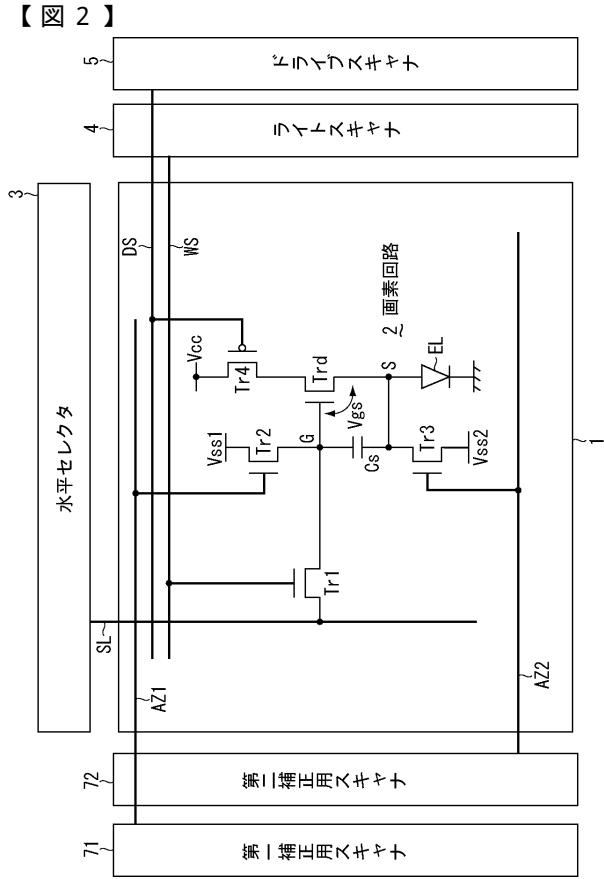 【図2】
5
ドライブスキャナ
4
ライトスキャナ
3
水平セレクタ
DS
WS
2 画素回路
Vcc
Tr4
Trd
S
EL
Vss1
Tr2
G
Vgs
Cs
Tr3
Vss2
1
Tr1
SL
AZ1
AZ2
72
第二補正用スキャナ
71
第一補正用スキャナ